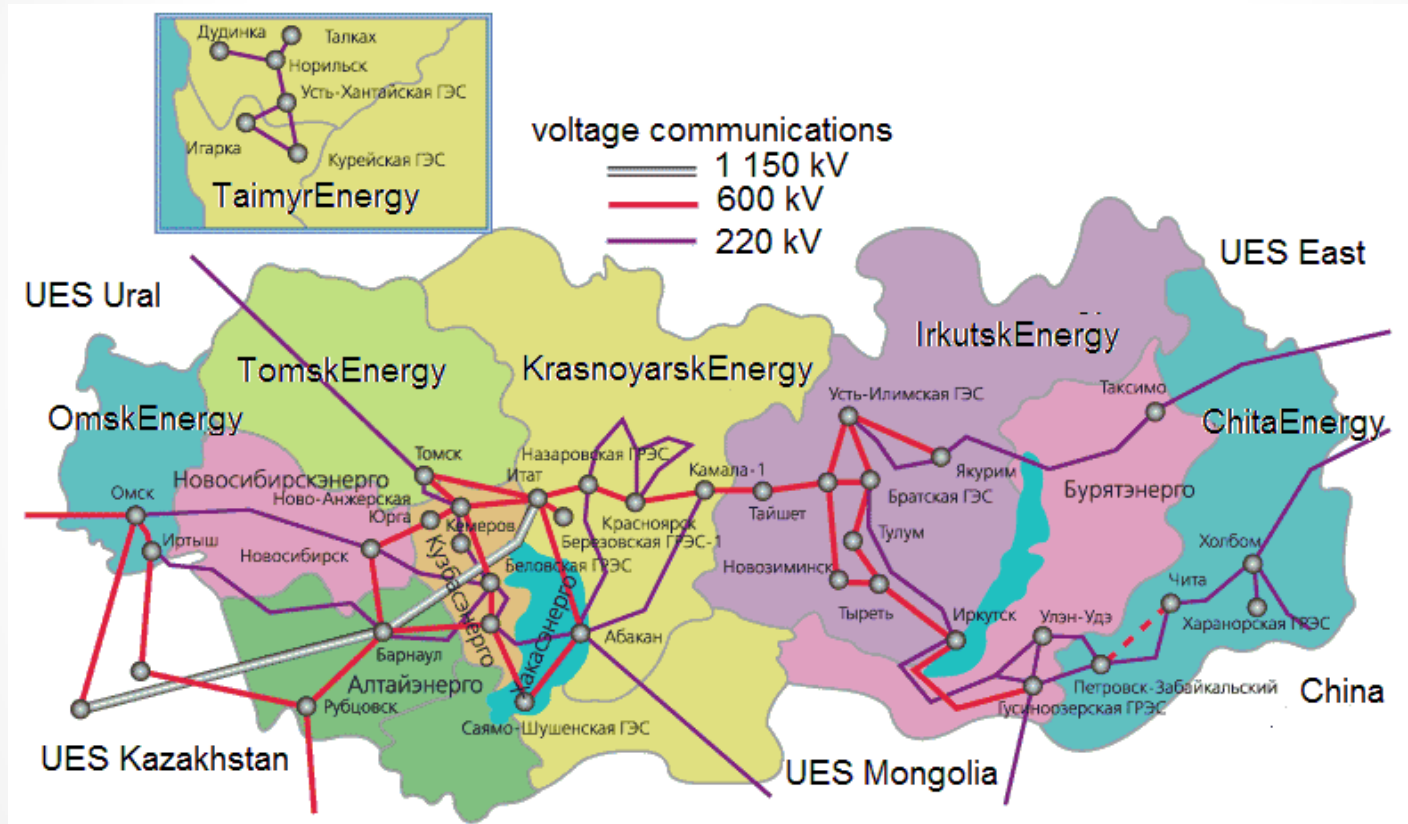 Дудинка
Талках
Норильск
Усть-Хантайская ГЭС
Игарка
Курейская ГЭС
TaimyrEnergy
voltage communications
1 150 kV
600 kV
220 kV
UES Ural
UES East
TomskEnergy
KrasnoyarskEnergy
IrkutskEnergy
OmskEnergy
ChitaEnergy
Таксимо
Усть-Илимская ГЭС
Томск
Назаровская ГРЭС
Итат
Камала-1
Якурим
Новосибирскэнерго
Бурятэнерго
Омск
Ново-Анжерская
Юрга
Кемеров
Красноярск
Тайшет
Братская ГЭС
Иртыш
Новосибирск
Березовская ГРЭС-1
Тулум
Холбом
Беловская ГРЭС
Новозиминск
Чита
Кузбасэнерго
Хакасэнерго
Тыреть
Иркутск
Улэн-Удэ
Харанорская ГРЭС
Барнаул
Абакан
Алтайэнерго
Петровск-Забайкальский
China
Рубцовск
Гусиноозерская ГРЭС
Саямо-Шушенская ГЭС
UES Kazakhstan
UES Mongolia